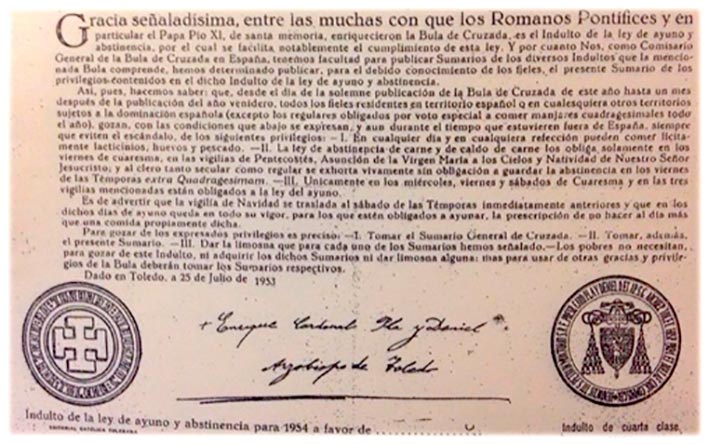 Gracia señaladísima, entre las muchas con que los Romanos Pontífices y en
particular el Papa Pío XI, de santa memoria, enriquecieron la Bula de Cruzada, es el Indulto de la ley de ayuno y
abstinencia, por el cual se facilita notablemente el cumplimiento de esta ley. Y por cuanto Nos, como Comisario
General de la Bula de Cruzada en España, tenemos facultad para publicar Sumarios de los diversos Indultos que la mencio-
nada Bula comprende, hemos determinado publicar, para el debido conocimiento de los fieles, el presente Sumario de los
privilegios contenidos en el dicho Indulto de la ley de ayuno y abstinencia.
Así, pues, hacemos saber: que, desde el día de la solemne publicación de la Bula de Cruzada de este año hasta un mes
después de la publicación del año venidero, todos los fieles residentes en territorio español o en cualesquiera otros territorios
sujetos a la dominación española (excepto los regulares obligados por voto especial a comer manjares cuadragesimales todo
el año), gozan, con las condiciones que abajo se expresan, y aun durante el tiempo que estuvieren fuera de España, siempre
que eviten el escándalo, de los siguientes privilegios: —I. En cualquier día y en cualquiera refección pueden comer lícita-
mente lacticinios, huevos y pescado. —II. La ley de abstinencia de carne y de caldo de carne los obliga solamente en los
viernes de cuaresma, en las vigilias de Pentecostés, Asunción de la Virgen María a los Cielos y Natividad de Nuestro Señor
Jesucristo; y al clero tanto secular como regular se exhorta vivamente sin obligación a guardar la abstinencia en los viernes
de las Témporas extra Quadragesimam. —III. Unicamente en los miércoles, viernes y sábados de Cuaresma y en las tres
vigilias mencionadas están obligados a la ley del ayuno.
Es de advertir que la vigilia de Navidad se traslada al sábado de las Témporas inmediatamente anteriores y que en los
dichos días de ayuno queda en todo su vigor, para los que estén obligados a ayunar, la prescripción de no hacer al día más
que una comida propiamente dicha.
Para gozar de los expresados privilegios es preciso: —I. Tomar el Sumario General de Cruzada. —II. Tomar, además,
el presente Sumario. —III. Dar la limosna que para cada uno de los Sumarios hemos señalado.—Los pobres no necesitan,
para gozar de este Indulto, ni adquirir los dichos Sumarios ni dar limosna alguna: mas para usar de otras gracias y privile-
gios de la Bula deberán tomar los Sumarios respectivos.
Dado en Toledo, a 25 de Julio de 1953
+ Enrique Cardenal Pla y Daniel
Arzobispo de Toledo
Indulto de la ley de ayuno y abstinencia para 1954 a favor de
Indulto de cuarta clase
EDITORIAL CATÓLICA TOLEDANA